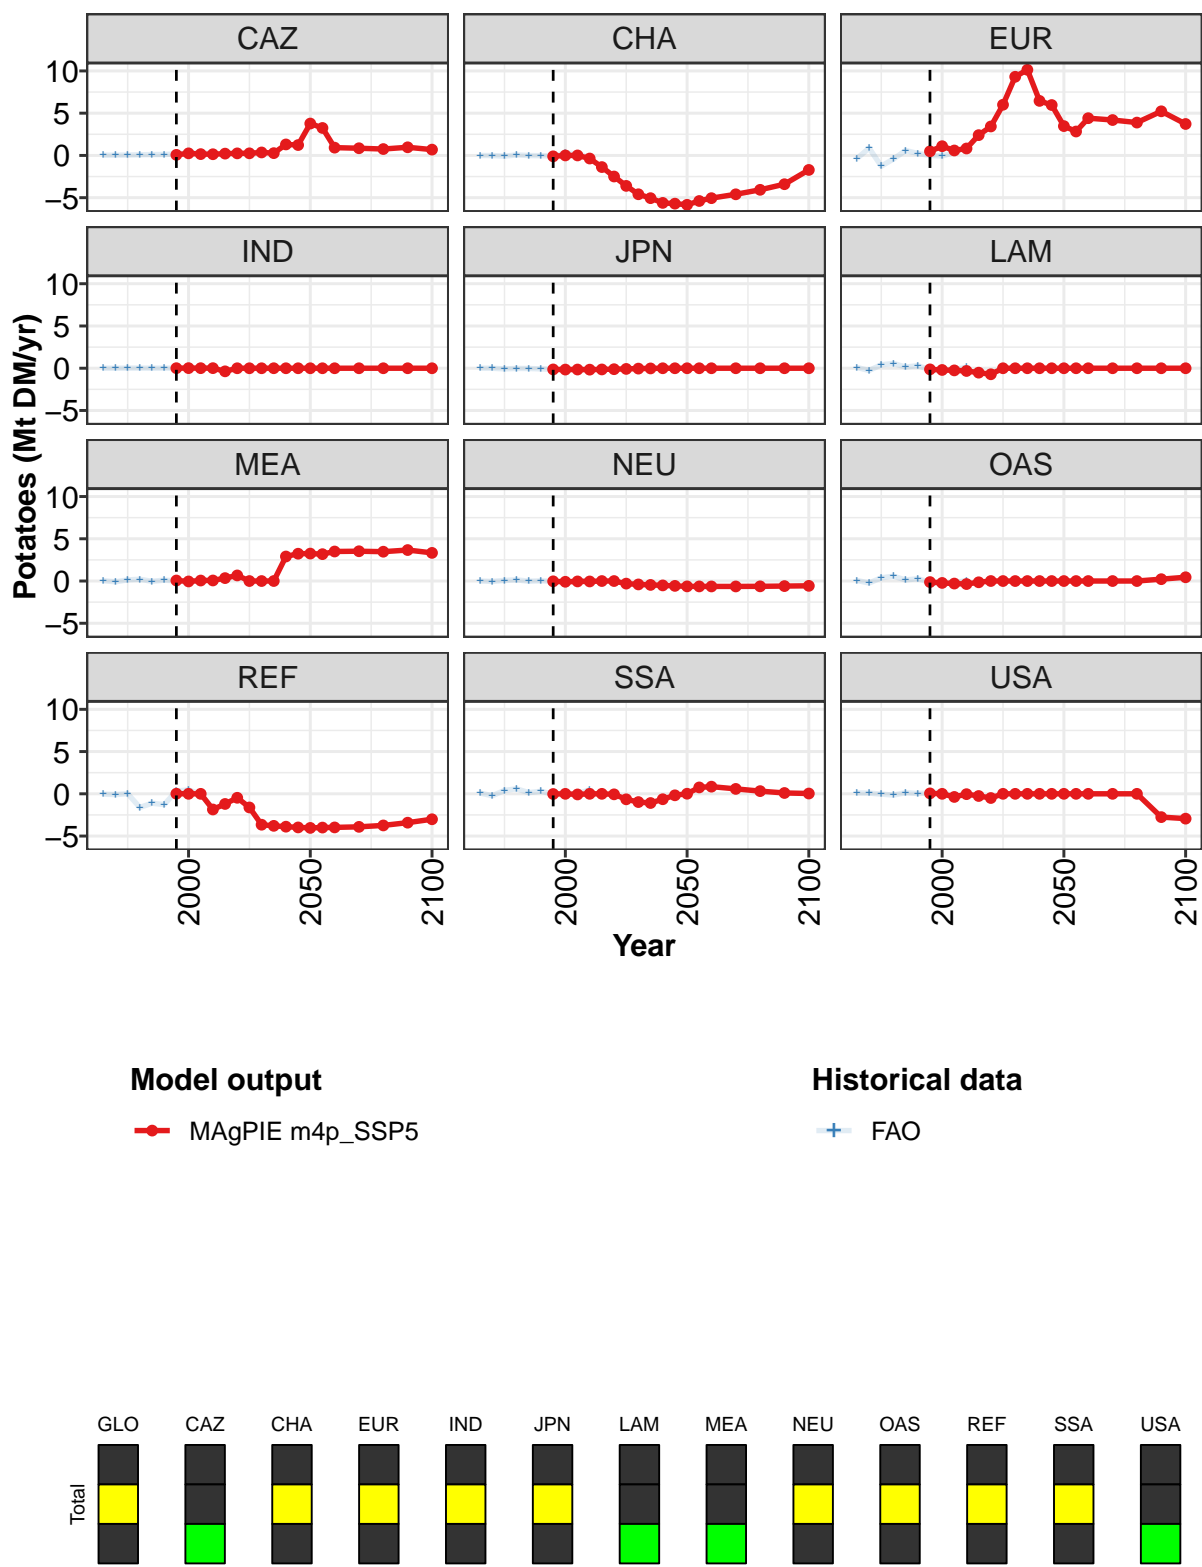 CAZ CHA EUR
10
5
0
−5
IND JPN LAM
10
5
0
−5
MEA NEU OAS
10
5
0
−5
REF SSA USA
10
5
0
−5
Potatoes (Mt DM/yr)
2000 2050 2100 2000 2050 2100 2000 2050 2100
Year
Model output Historical data
MAgPIE m4p_SSP5 FAO
GLO CAZ CHA EUR IND JPN LAM MEA NEU OAS REF SSA USA
Total